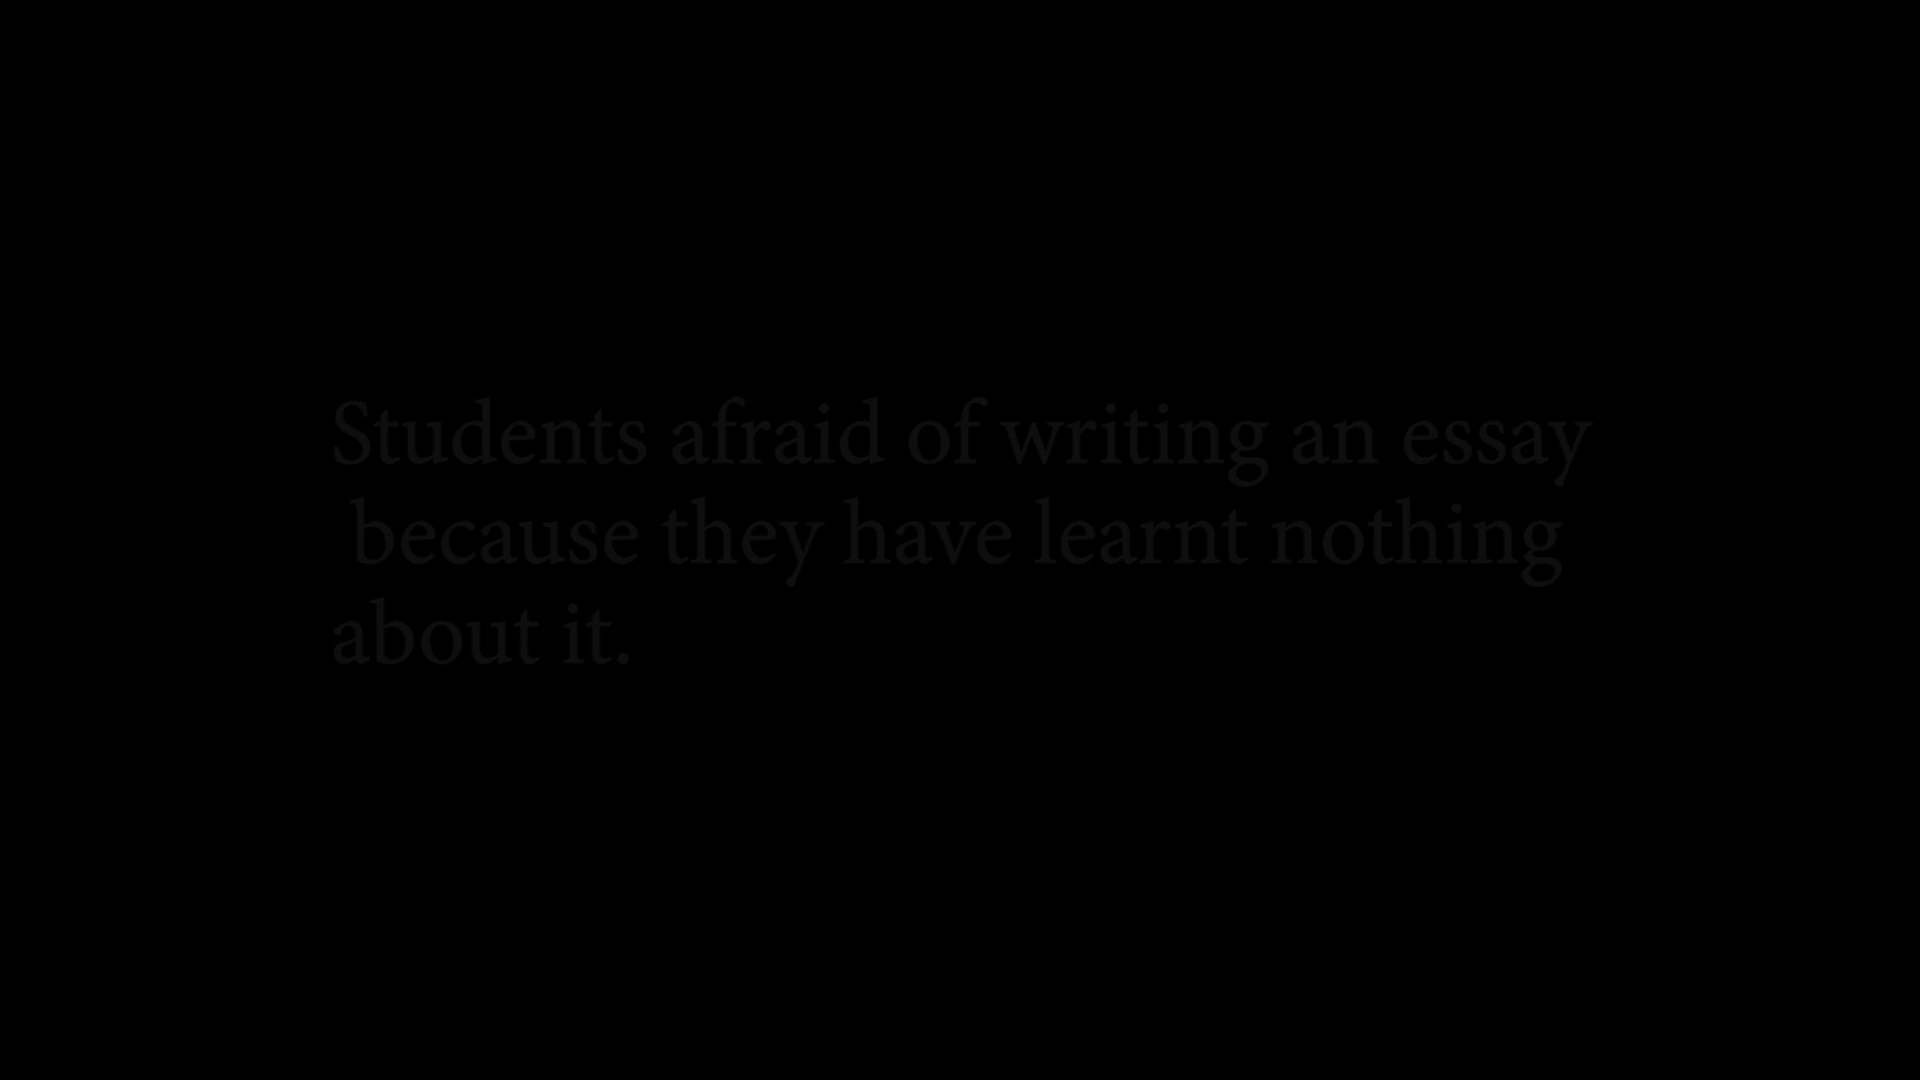 Students afraid of writing an essay
because they have learnt nothing
about it.